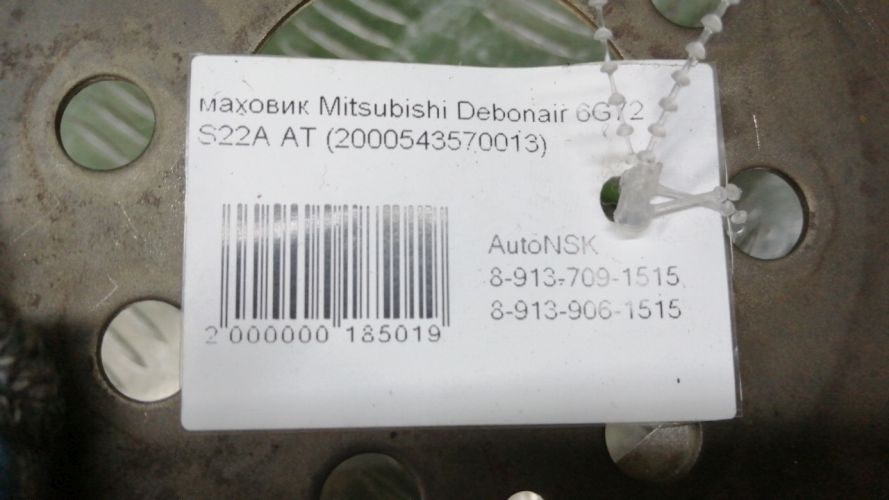 маховик Mitsubishi Debonair 6G72
S22A AT (2000543570013)
AutoNSK
8-913-709-1515
8-913-906-1515
2 000000 185019